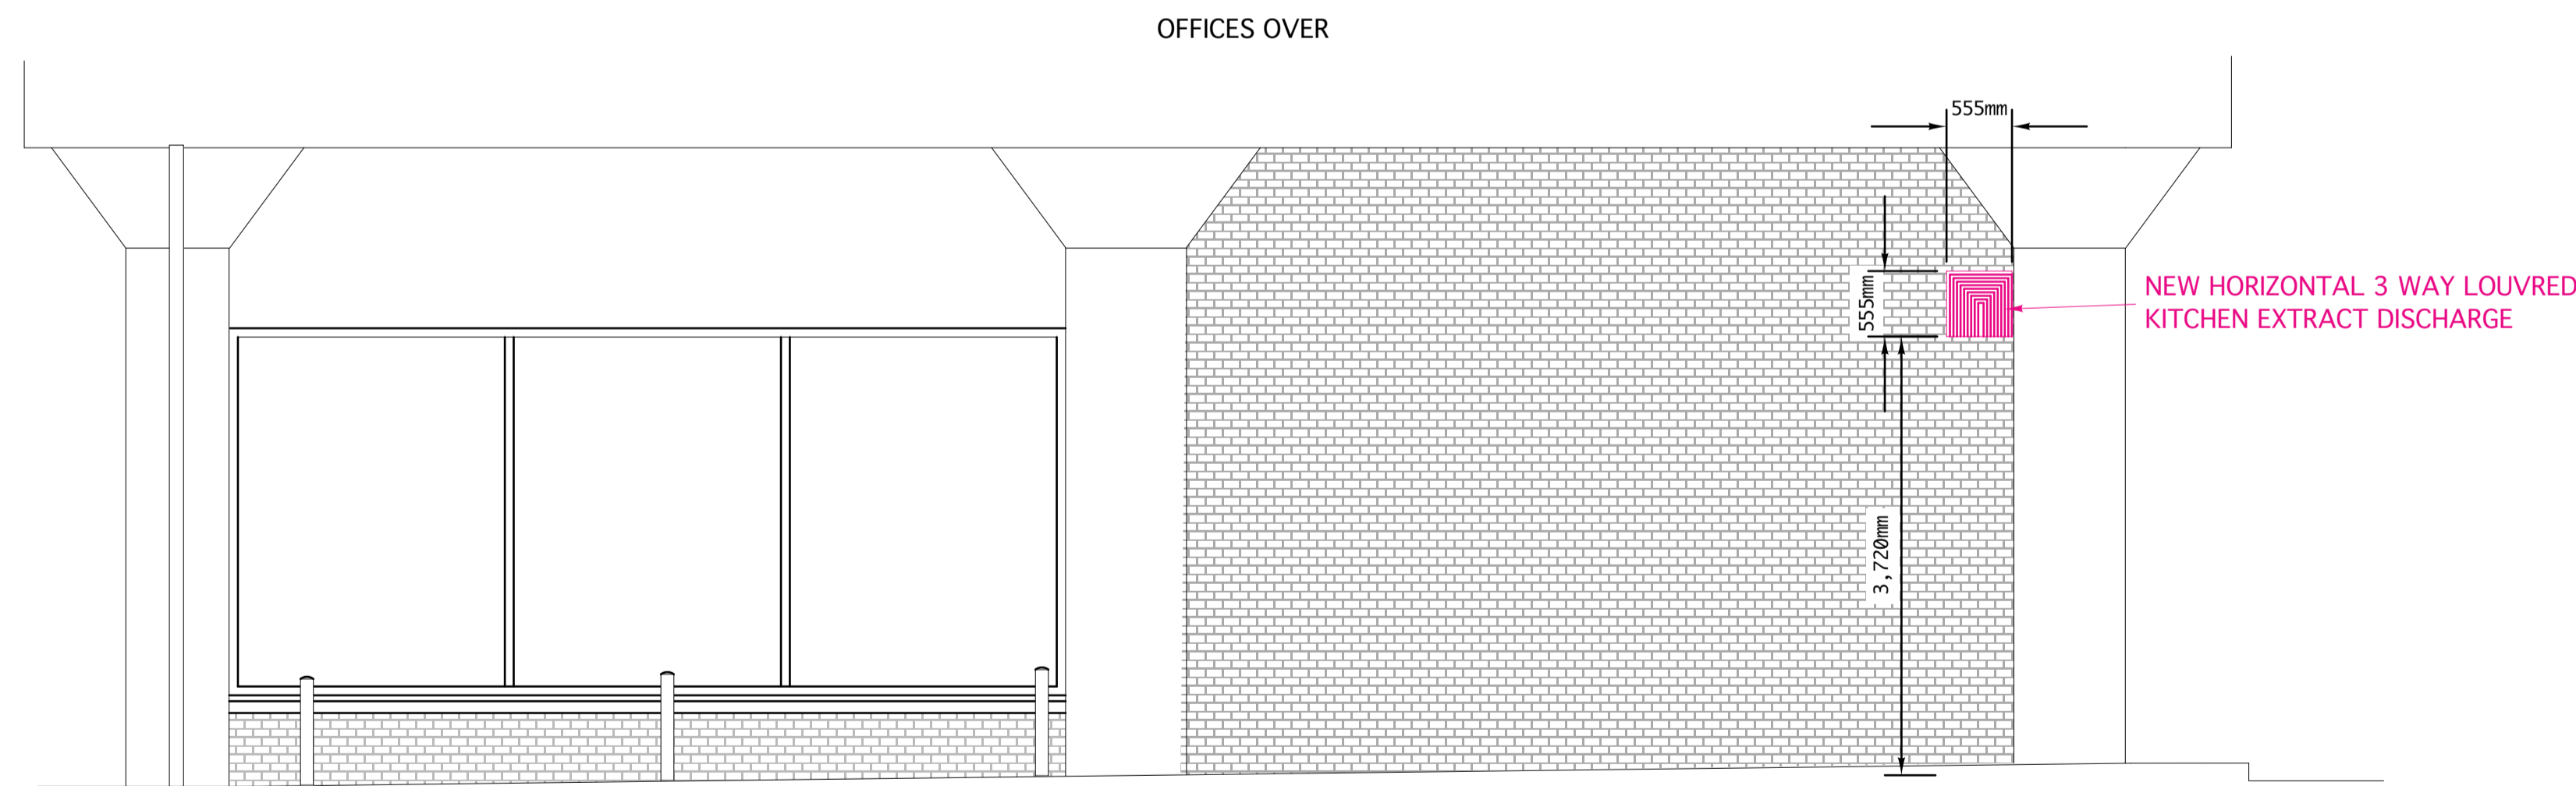 OFFICES OVER
555mm
555mm
NEW HORIZONTAL 3 WAY LOUVRED
KITCHEN EXTRACT DISCHARGE
3,720mm